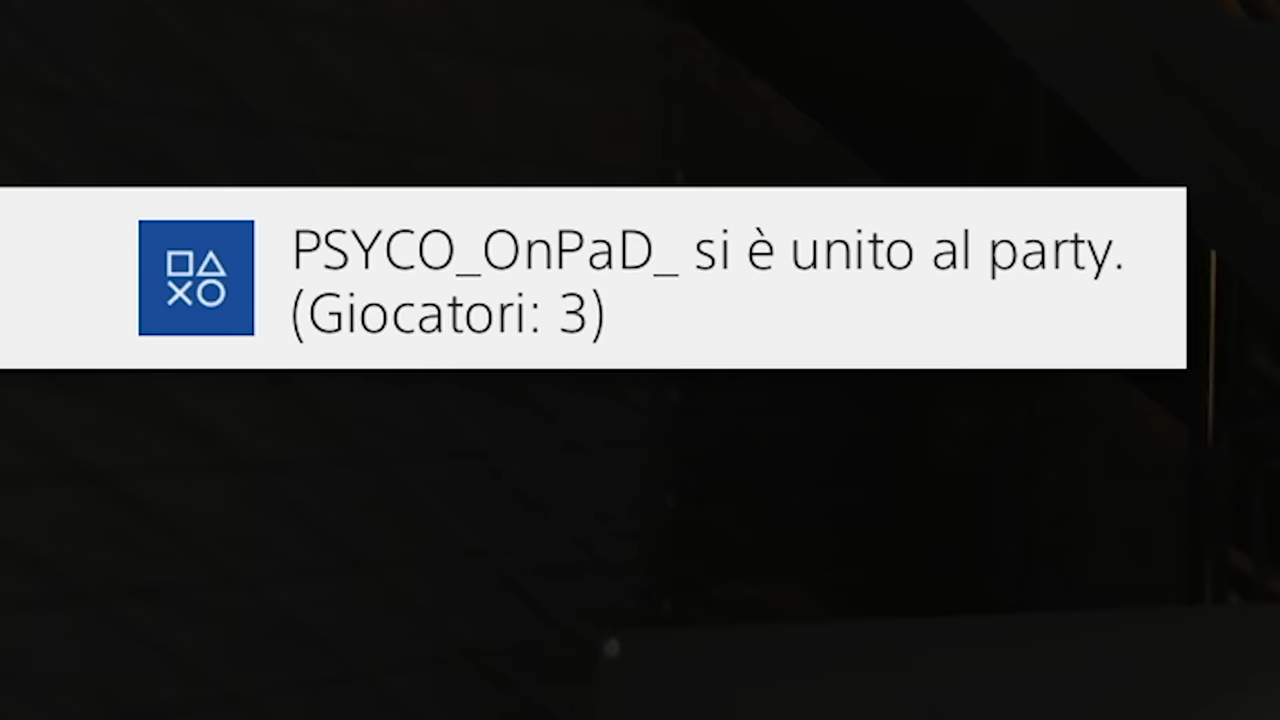 PSYCO_OnPaD_ si è unito al party.
(Giocatori: 3)